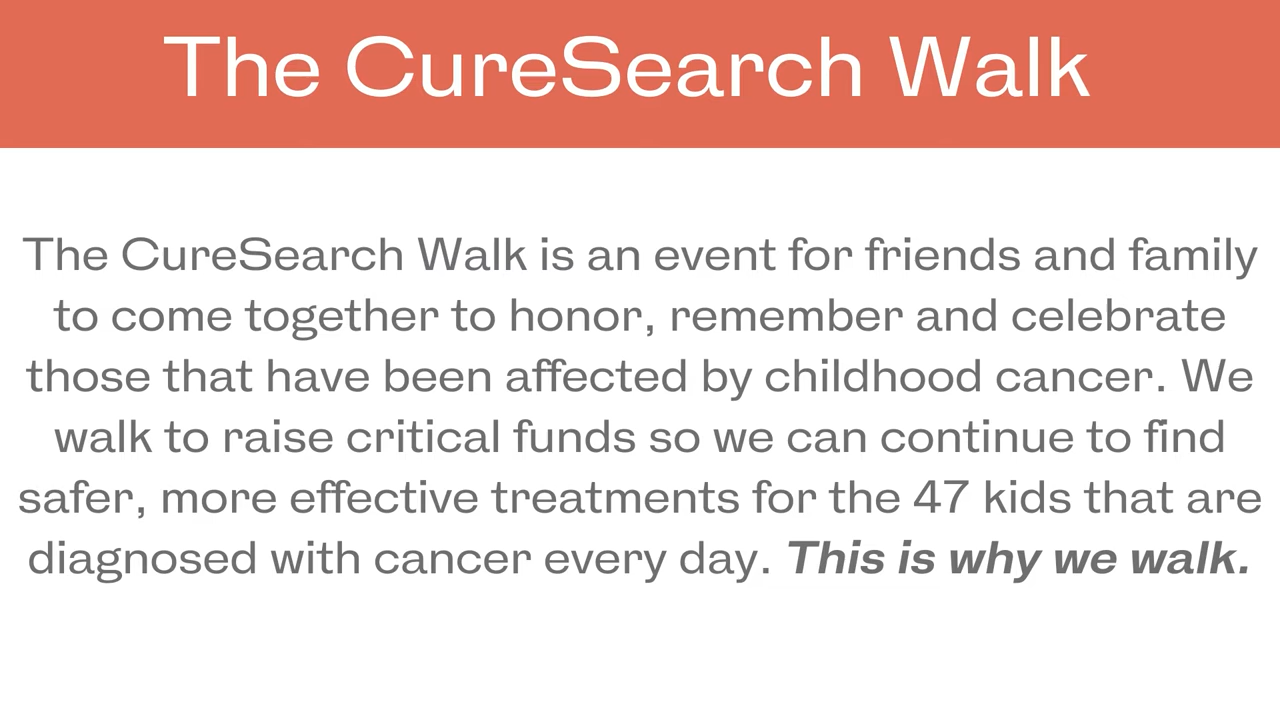 The CureSearch Walk
The CureSearch Walk is an event for friends and family
to come together to honor, remember and celebrate
those that have been affected by childhood cancer. We
walk to raise critical funds so we can continue to find
safer, more effective treatments for the 47 kids that are
diagnosed with cancer every day. This is why we walk.